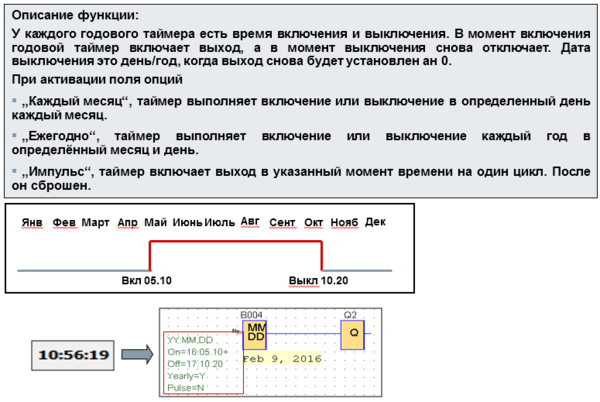 Описание функции:
У каждого годового таймера есть время включения и выключения. В момент включения
годовой таймер включает выход, а в момент выключения снова отключает. Дата
выключения это день/год, когда выход снова будет установлен ан 0.
При активации поля опций
▪ „Каждый месяц“, таймер выполняет включение или выключение в определенный день
каждый месяц.
▪ „Ежегодно“, таймер выполняет включение или выключение каждый год в
определённый месяц и день.
▪ „Импульс“, таймер включает выход в указанный момент времени на один цикл. После
он сброшен.
Янв Фев Март Апр Май Июнь Июль Авг Сент Окт Нояб Дек
Вкл 05.10 Выкл 10.20
B004 Q2
No
MM
DD
Q
YY.MM.DD
On=16.05.10+
Off=17.10.20
Yearly=Y
Pulse=N
Feb 9, 2016
10:56:19